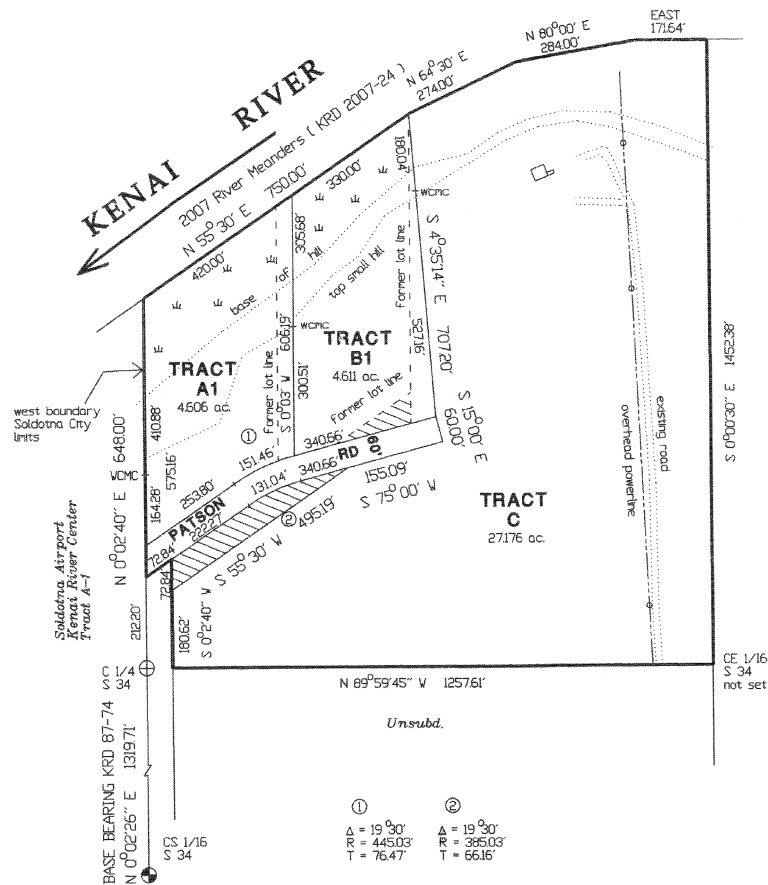 EAST
171.64'
N 80°00' E
284.00'
N 64°30' E
274.00'
KENAI RIVER
2007 River Meanders ( KRD 2007-24 )
N 55°30' E 750.00'
330.00'
420.00'
180.04'
WCMC
305.68'
base of hill
top small hill
former lot line
S 4°35'14" E 707.20'
527.16'
WCMC
606.19'
TRACT
A1
4.606 ac.
TRACT
B1
4.611 ac.
former lot line
S 0°03' W
300.51'
former lot line
west boundary
Soldotna City
limits
N 0°02'40" E 648.00'
410.88'
WCMC
575.16'
164.28'
①
340.66'
151.46'
253.80'
PATSON RD 60'
340.66'
131.04'
222.27'
72.84'
72.84'
S 15°00' E
60.00'
155.09'
S 75°00' W
②
495.19'
S 55°30' W
TRACT
C
27.176 ac.
overhead powerline
existing road
S 0°00'30" E 1452.38'
Soldotna Airport
Kenai River Center
Tract A-1
212.20'
180.62'
S 0°02'40" W
C 1/4
S 34
N 89°59'45" W 1257.61'
CE 1/16
S 34
not set
Unsubd.
BASE BEARING KRD 87-74
N 0°02'26" E 1319.71'
CS 1/16
S 34
①
Δ = 19°30'
R = 445.03'
T = 76.47'
②
Δ = 19°30'
R = 385.03'
T = 66.16'